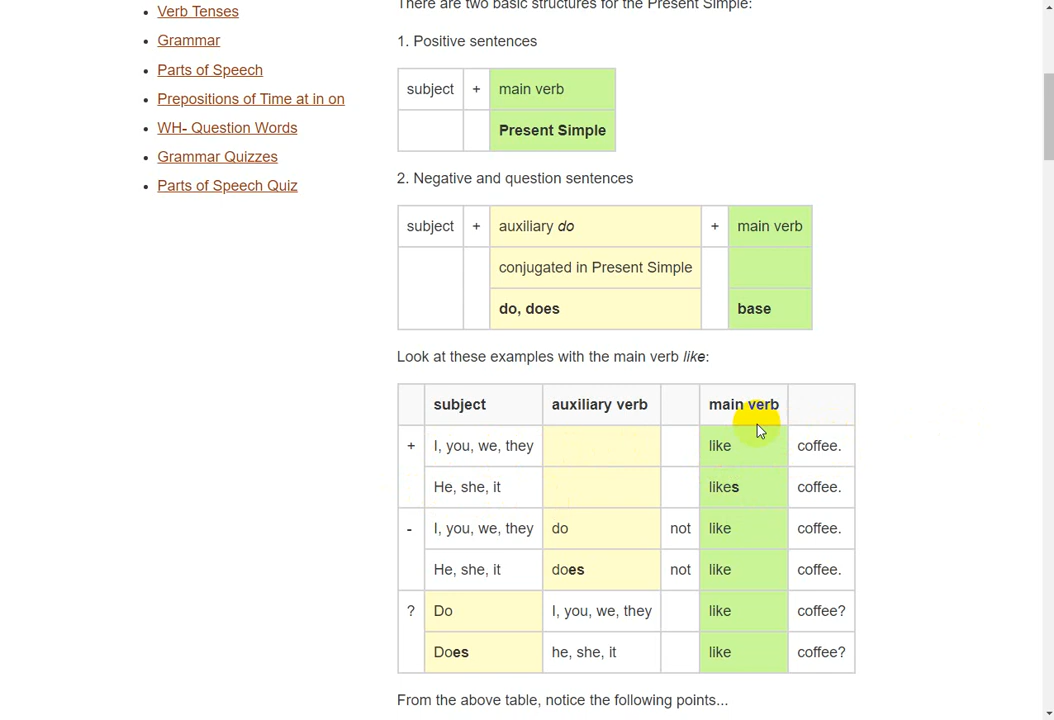 Verb Tenses
Grammar
Parts of Speech
Prepositions of Time at in on
WH- Question Words
Grammar Quizzes
Parts of Speech Quiz
There are two basic structures for the Present Simple:
1. Positive sentences
subject + main verb
Present Simple
2. Negative and question sentences
subject + auxiliary do + main verb
conjugated in Present Simple
do, does base
Look at these examples with the main verb like:
subject auxiliary verb main verb
+ I, you, we, they like coffee.
He, she, it likes coffee.
- I, you, we, they do not like coffee.
He, she, it does not like coffee.
? Do I, you, we, they like coffee?
Does he, she, it like coffee?
From the above table, notice the following points...